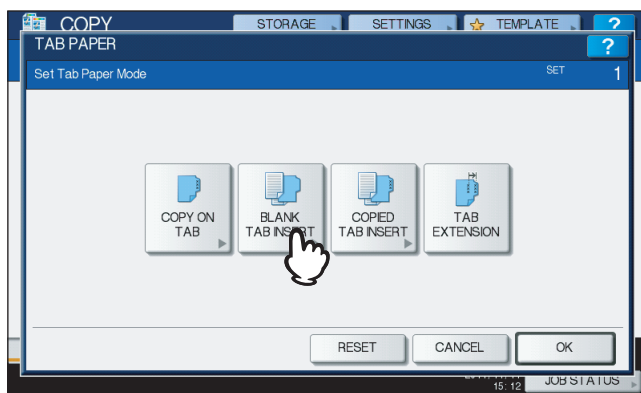 COPY STORAGE SETTINGS TEMPLATE ?
TAB PAPER ?
Set Tab Paper Mode SET 1
COPY ON
TAB
BLANK
TAB INSERT
COPIED
TAB INSERT
TAB
EXTENSION
RESET CANCEL OK
15:12 JOB STATUS